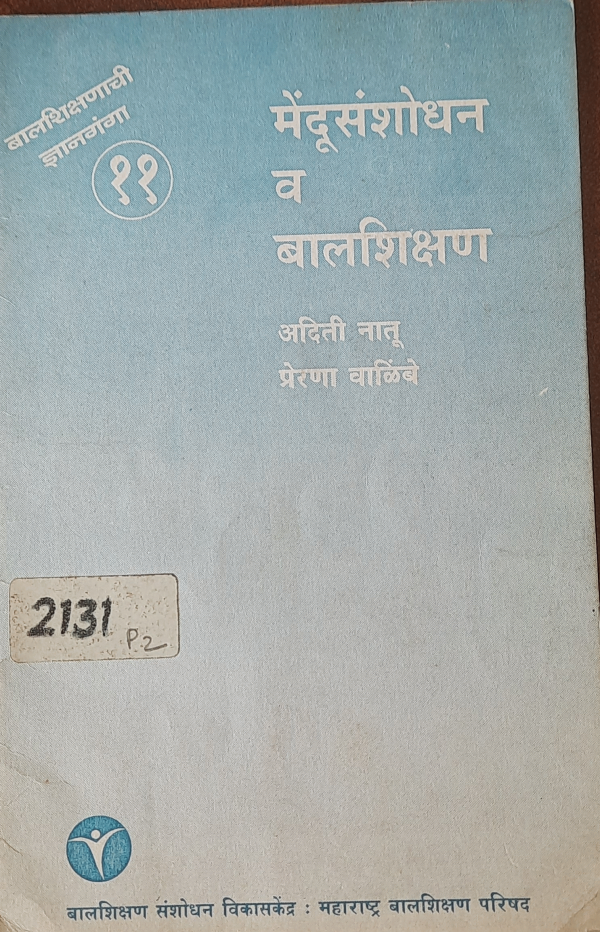 बालशिक्षणाची
ज्ञानगंगा
११
मेंदूसंशोधन
व
बालशिक्षण
अदिती नातू
प्रेरणा वाळिंबे
2131
P.2
बालशिक्षण संशोधन विकासकेंद्र : महाराष्ट्र बालशिक्षण परिषद